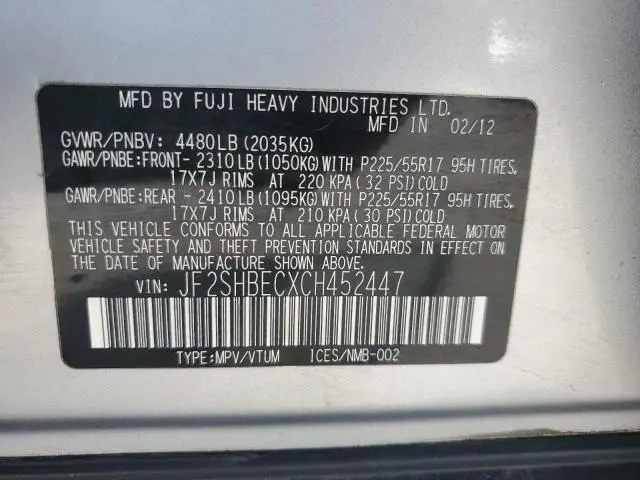 MFD BY FUJI HEAVY INDUSTRIES LTD.
MFD IN 02/12
GVWR/PNBV: 4480LB(2035KG)
GAWR/PNBE:FRONT- 2310LB(1050KG)WITH P225/55R17 95H TIRES,
17X7J RIMS AT 220 KPA(32 PSI)COLD
GAWR/PNBE:REAR - 2410LB(1095KG)WITH P225/55R17 95H TIRES,
17X7J RIMS AT 210 KPA(30 PSI)COLD
THIS VEHICLE CONFORMS TO ALL APPLICABLE FEDERAL MOTOR
VEHICLE SAFETY AND THEFT PREVENTION STANDARDS IN EFFECT ON
THE DATE OF MANUFACTURE SHOWN ABOVE.
VIN: JF2SHBECXCH452447
TYPE:MPV/VTUM ICES/NMB-002